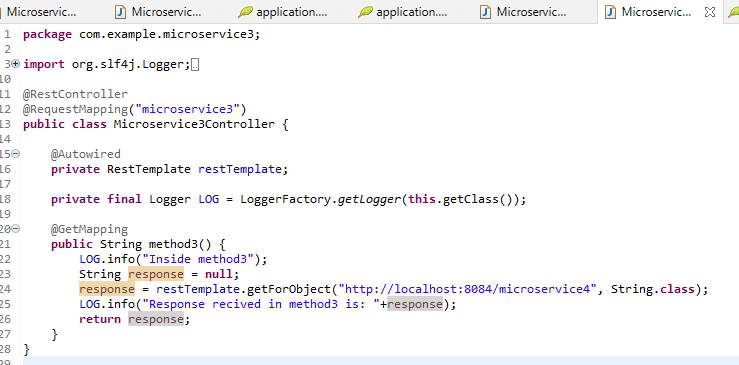 Microservic... Microservic... application.... application.... Microservic... Microservic...
1 package com.example.microservice3;
2
3 import org.slf4j.Logger;
10
11 @RestController
12 @RequestMapping("microservice3")
13 public class Microservice3Controller {
14
15 @Autowired
16 private RestTemplate restTemplate;
17
18 private final Logger LOG = LoggerFactory.getLogger(this.getClass());
19
20 @GetMapping
21 public String method3() {
22 LOG.info("Inside method3");
23 String response = null;
24 response = restTemplate.getForObject("http://localhost:8084/microservice4", String.class);
25 LOG.info("Response recived in method3 is: "+response);
26 return response;
27 }
28 }
29